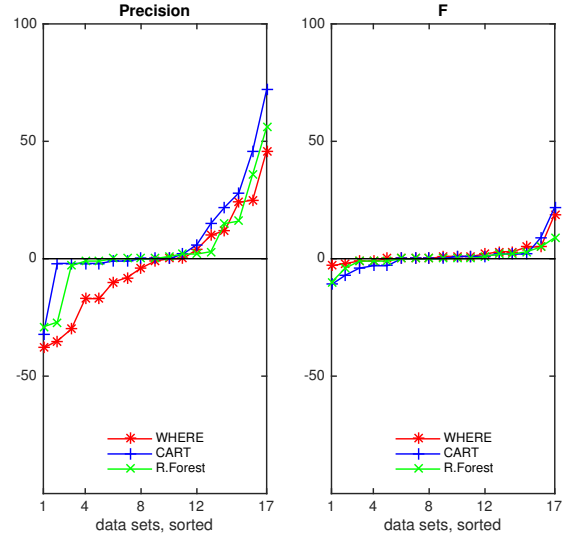 Precision
100
50
0
-50
WHERE
CART
R.Forest
1 4 8 12 17
data sets, sorted
F
100
50
0
-50
WHERE
CART
R.Forest
1 4 8 12 17
data sets, sorted